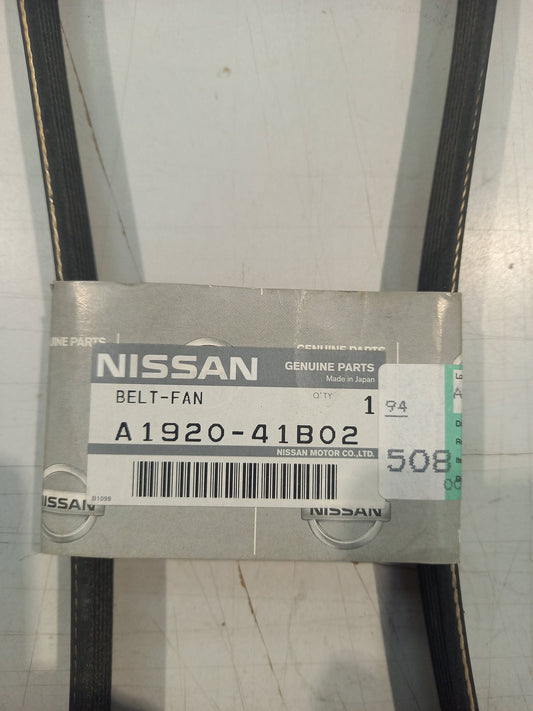 UINE PARTS
GENUINE PARTS
NISSAN
GENUINE PARTS
Made in Japan
BELT-FAN
Q'TY
1
94
A1920-41B02
NISSAN MOTOR CO.,LTD.
508
B1099
NISSAN
NISSAN